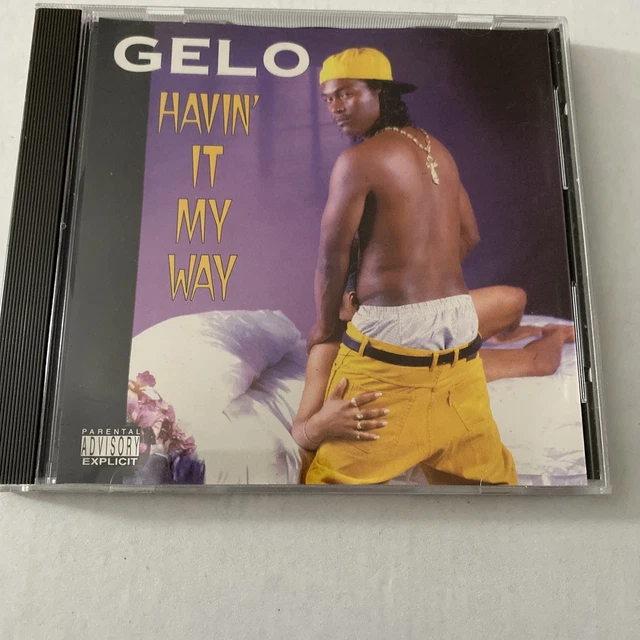 GELO
HAVIN'
IT
MY
WAY
PARENTAL
ADVISORY
EXPLICIT